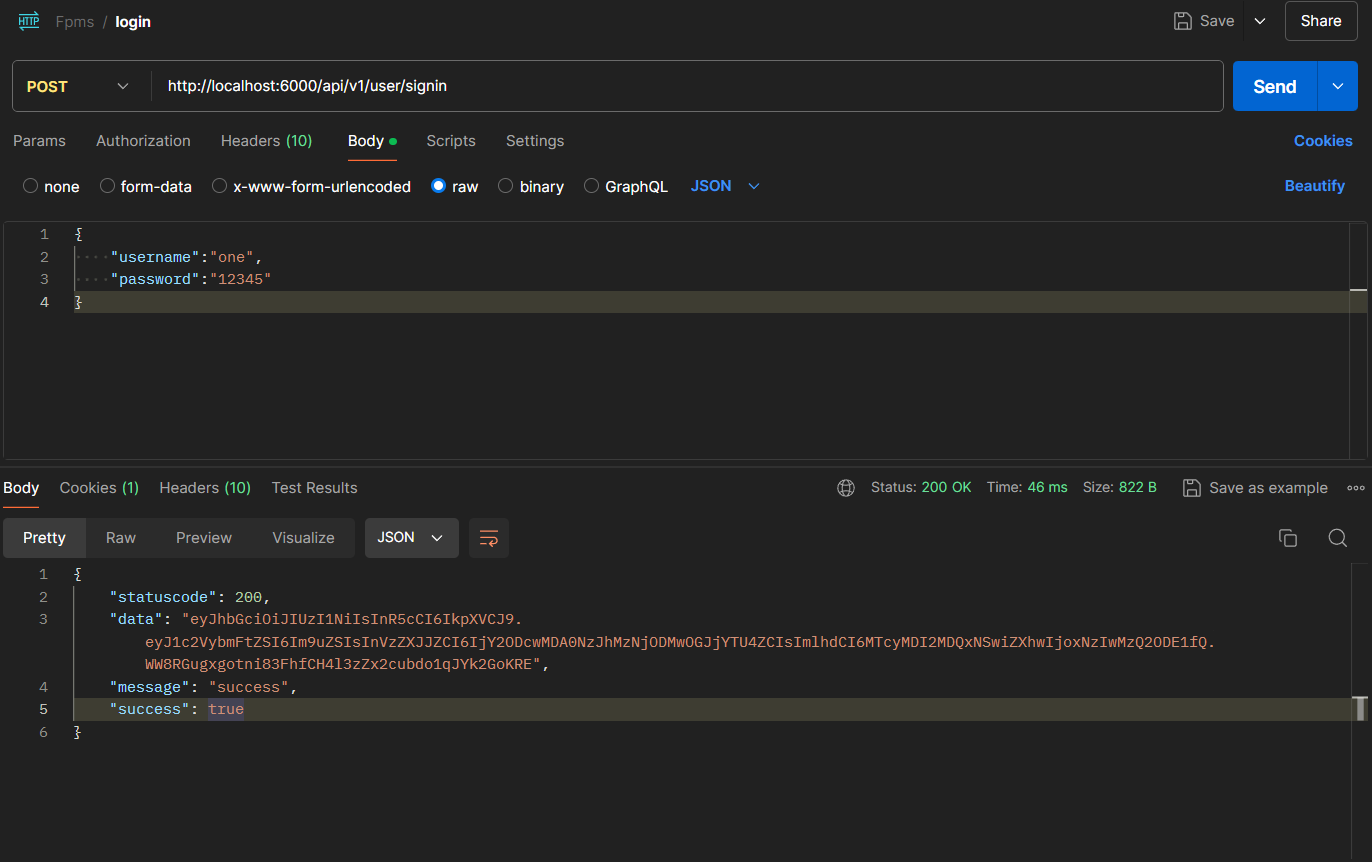 HTTP Fpms / login Save Share
POST http://localhost:6000/api/v1/user/signin Send
Params Authorization Headers (10) Body Scripts Settings Cookies
none form-data x-www-form-urlencoded raw binary GraphQL JSON Beautify
1 {
2 "username":"one",
3 "password":"12345"
4 }
Body Cookies (1) Headers (10) Test Results Status: 200 OK Time: 46 ms Size: 822 B Save as example
Pretty Raw Preview Visualize JSON
1 {
2 "statuscode": 200,
3 "data": "eyJhbGciOiJIUzI1NiIsInR5cCI6IkpXVCJ9.
eyJ1c2VybmFtZSI6Im9uZSIsInVzZXJJZCI6IjY2ODcwMDA0NzJhMzNjODMwOGJjYTU4ZCIsImlhdCI6MTcyMDI2MDQxNSwiZXhwIjoxNzIwMzQ2ODE1fQ.
WW8RGugxgotni83FhfCH4l3zZx2cubdo1qJYk2GoKRE",
4 "message": "success",
5 "success": true
6 }